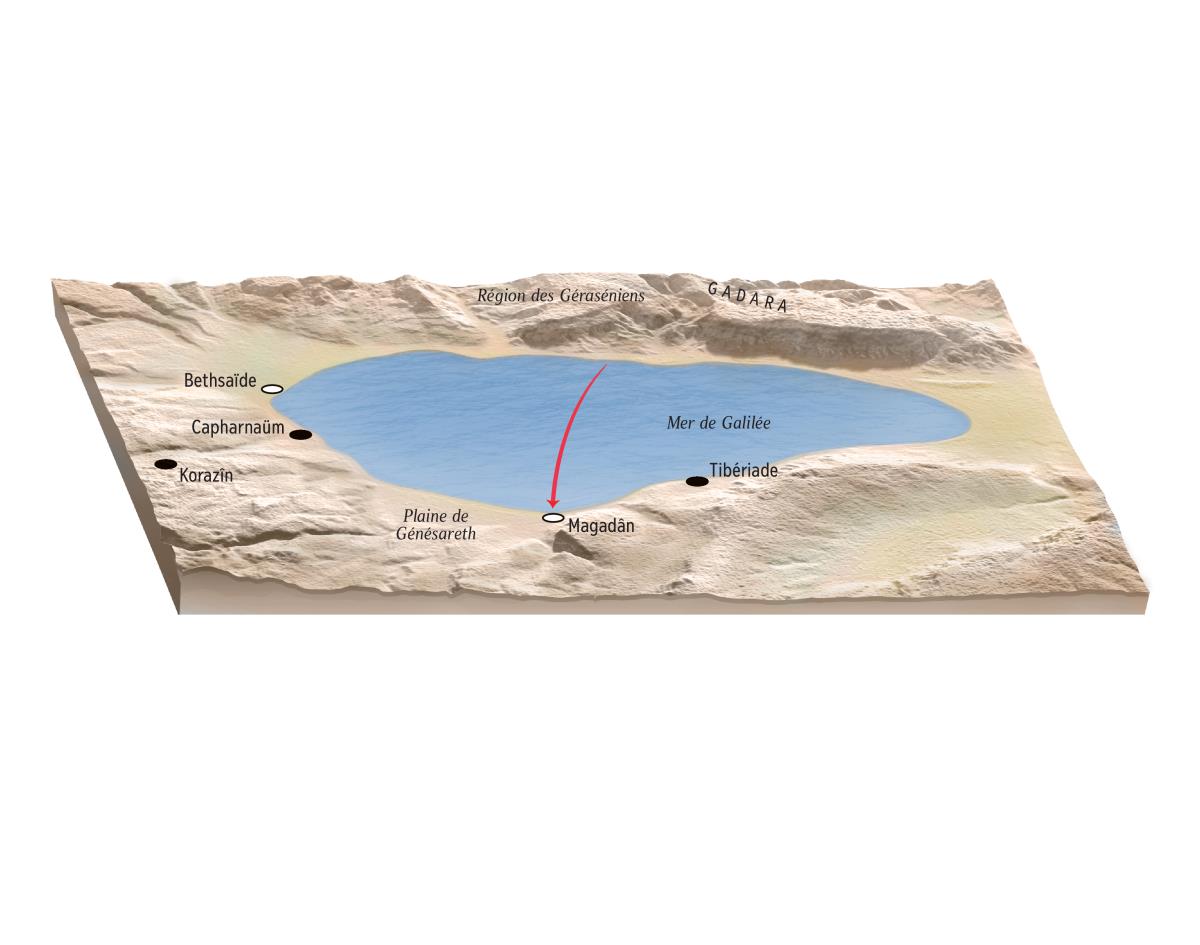 Région des Géraséniens
GADARA
Bethsaïde
Capharnaüm
Mer de Galilée
Korazîn
Tibériade
Plaine de
Génésareth
Magadân